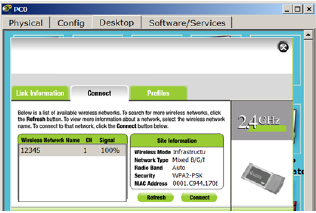 PC0
Physical Config Desktop Software/Services
Link Information Connect Profiles
Below is a list of available wireless networks. To search for more wireless networks, click
the Refresh button. To view more information about a network, select the wireless network
name. To connect to that network, click the Connect button below.
2.4GHz
Wireless Network Name CH Signal
12345 1 100%
Site Information
Wireless Mode Infrastructu
Network Type Mixed B/G/N
Radio Band Auto
Security WPA2-PSK
MAC Address 0001.C944.170E
Refresh Connect